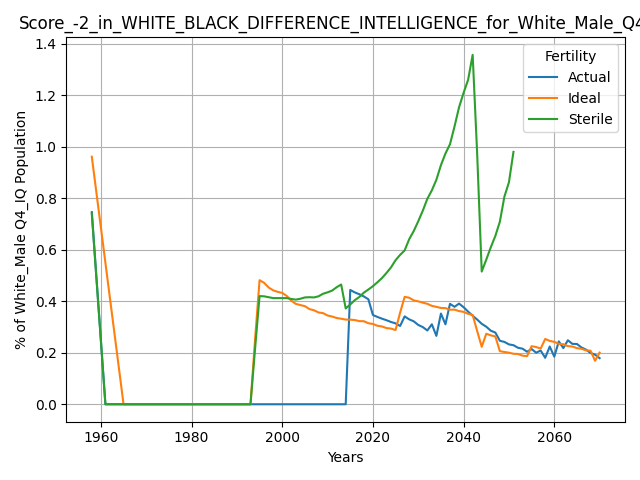 Score_-2_in_WHITE_BLACK_DIFFERENCE_INTELLIGENCE_for_White_Male_Q4
Fertility
Actual
Ideal
Sterile
1.4
1.2
1.0
0.8
0.6
0.4
0.2
0.0
% of White_Male Q4_IQ Population
1960
1980
2000
2020
2040
2060
Years